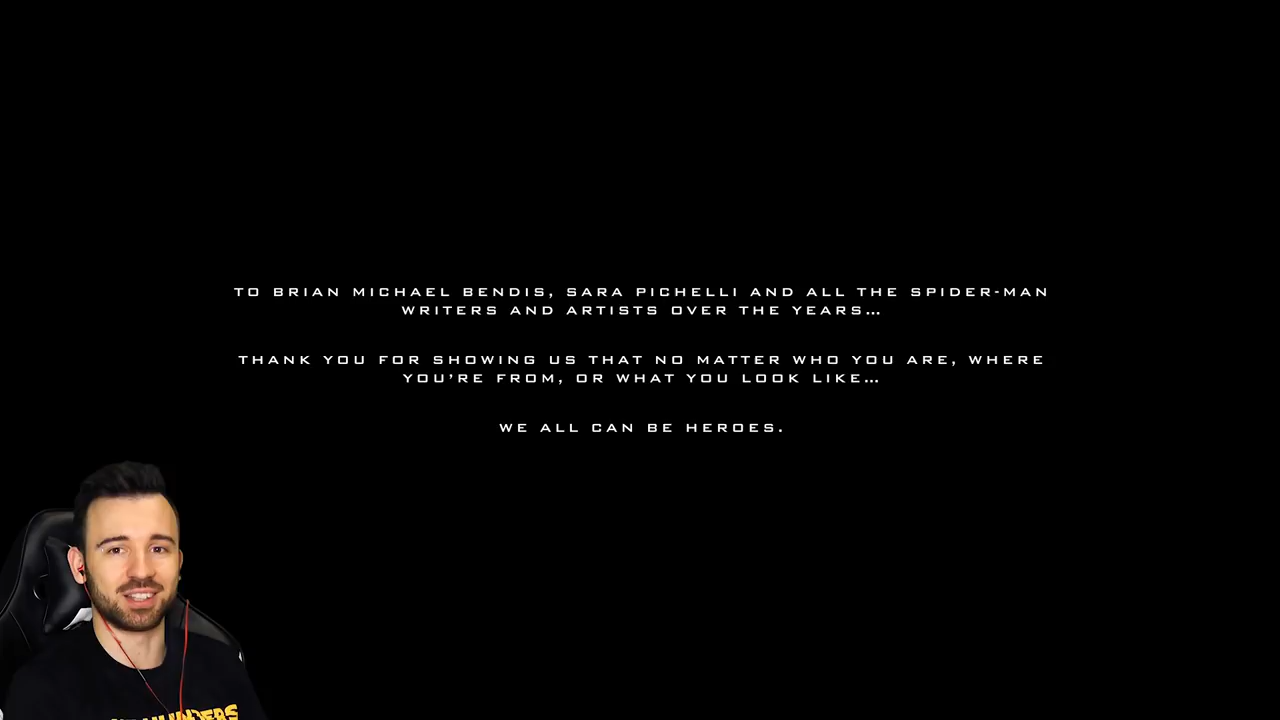 TO BRIAN MICHAEL BENDIS, SARA PICHELLI AND ALL THE SPIDER-MAN
WRITERS AND ARTISTS OVER THE YEARS...
THANK YOU FOR SHOWING US THAT NO MATTER WHO YOU ARE, WHERE
YOU'RE FROM, OR WHAT YOU LOOK LIKE...
WE ALL CAN BE HEROES.